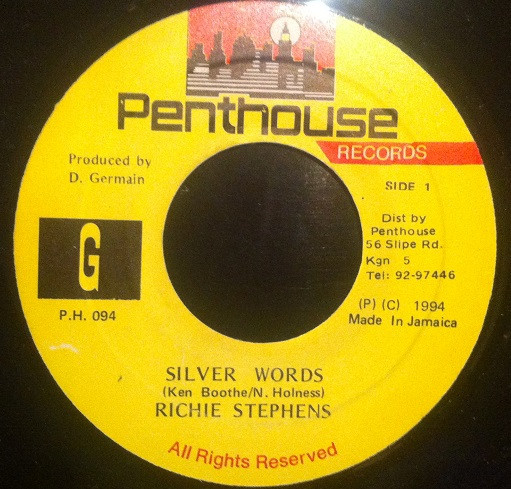 Penthouse
RECORDS
Produced by
D. Germain
SIDE 1
Dist by
Penthouse
56 Slipe Rd.
Kgn 5
Tel: 92-97446
G
P.H. 094
(P) (C) 1994
Made In Jamaica
SILVER WORDS
(Ken Boothe/N. Holness)
RICHIE STEPHENS
All Rights Reserved